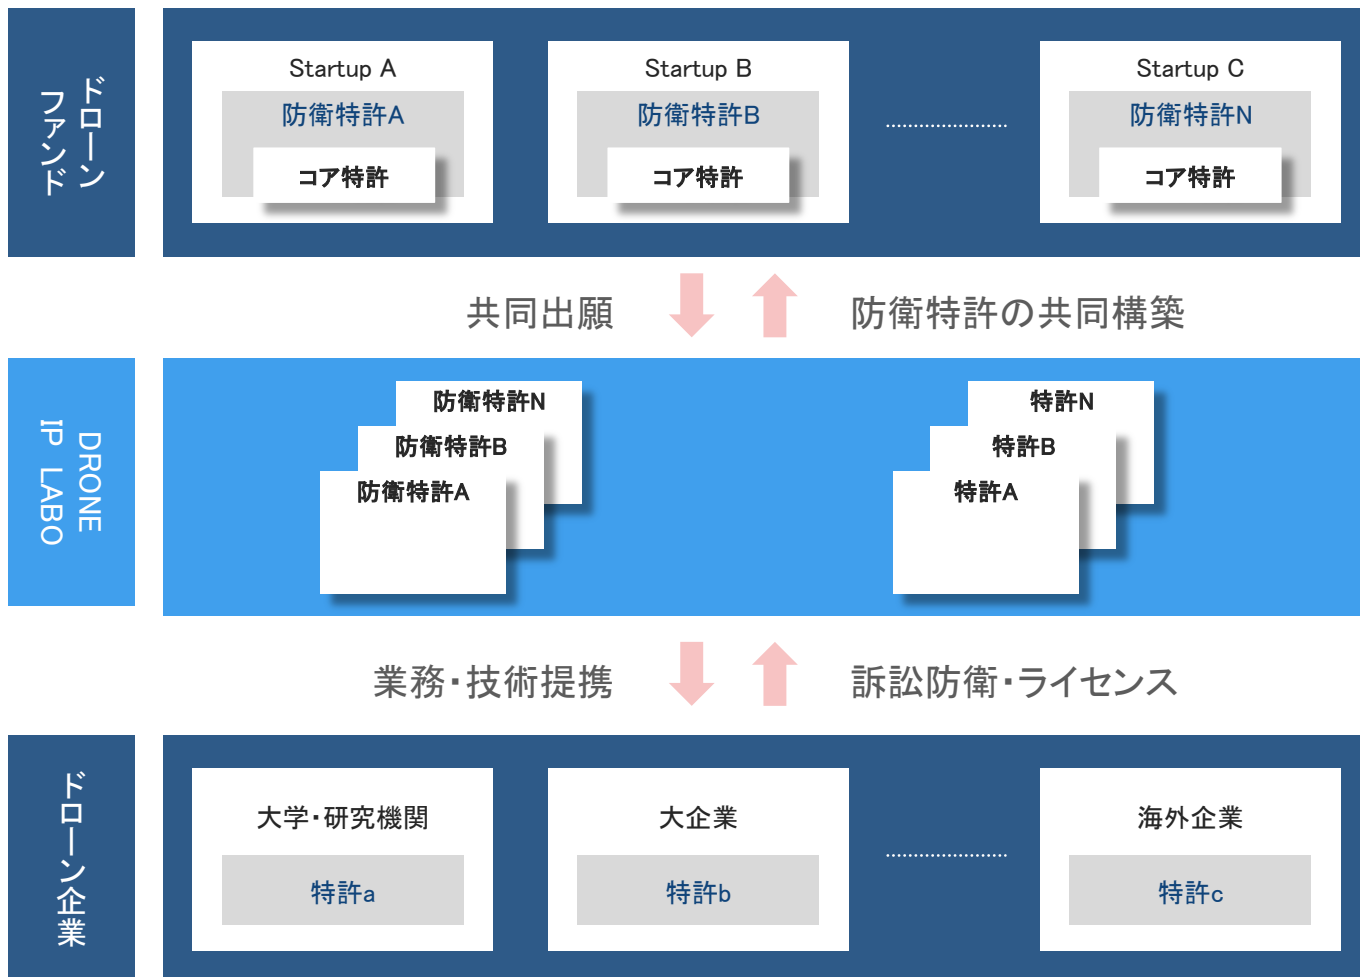 ドローン
ファンド
Startup A
防衛特許A
コア特許
Startup B
防衛特許B
コア特許
Startup C
防衛特許N
コア特許
共同出願
防衛特許の共同構築
DRONE
IP LABO
防衛特許N
防衛特許B
防衛特許A
特許N
特許B
特許A
業務・技術提携
訴訟防衛・ライセンス
ドローン企業
大学・研究機関
特許a
大企業
特許b
海外企業
特許c